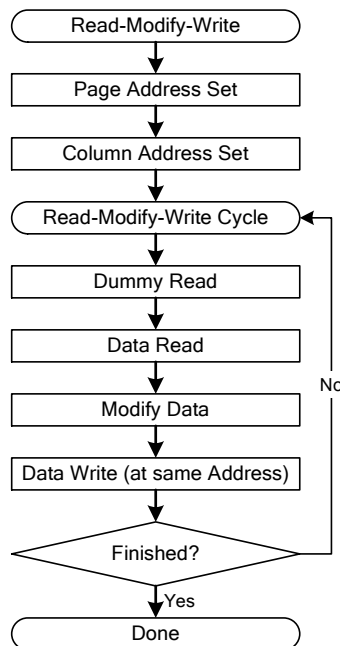 Read-Modify-Write
Page Address Set
Column Address Set
Read-Modify-Write Cycle
Dummy Read
Data Read
No
Modify Data
Data Write (at same Address)
Finished?
Yes
Done